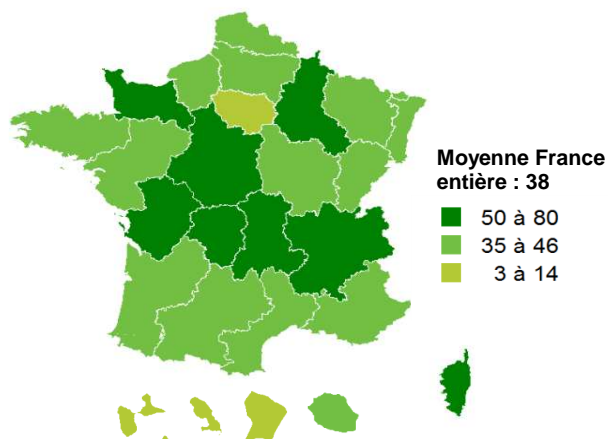 Moyenne France
entière : 38
50 à 80
35 à 46
3 à 14